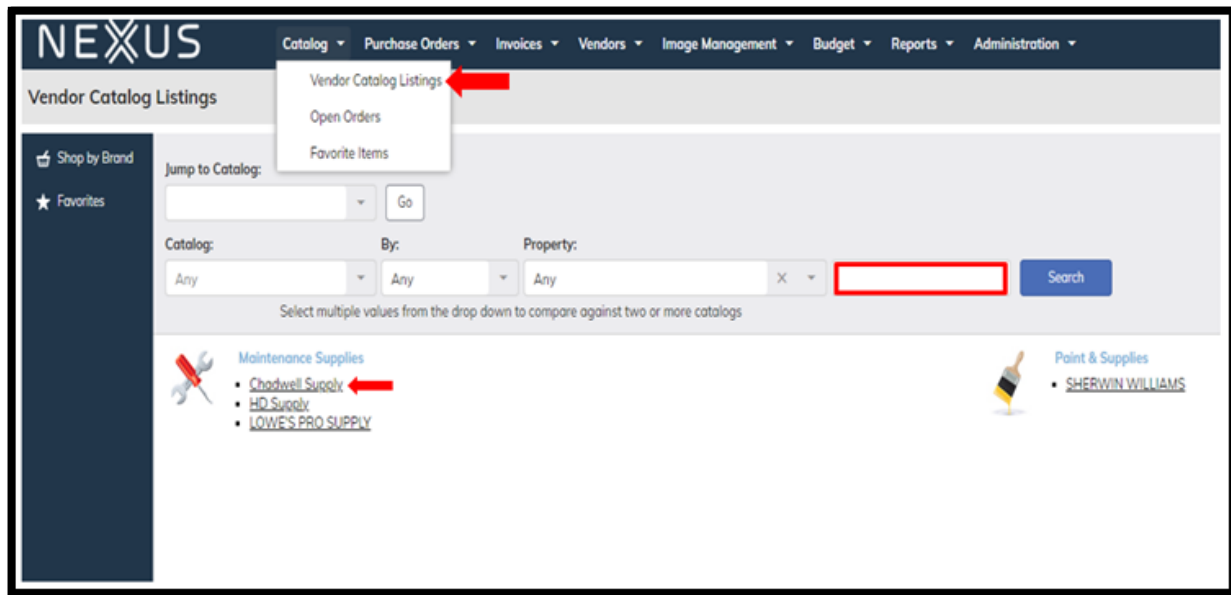 NEXUS
Catalog Purchase Orders Invoices Vendors Image Management Budget Reports Administration
Vendor Catalog Listings
Open Orders
Favorite Items
Vendor Catalog Listings
Shop by Brand
Favorites
Jump to Catalog:
Go
Catalog: By: Property:
Any Any Any X Search
Select multiple values from the drop down to compare against two or more catalogs
Maintenance Supplies
• Chadwell Supply
• HD Supply
• LOWE'S PRO SUPPLY
Paint & Supplies
• SHERWIN WILLIAMS